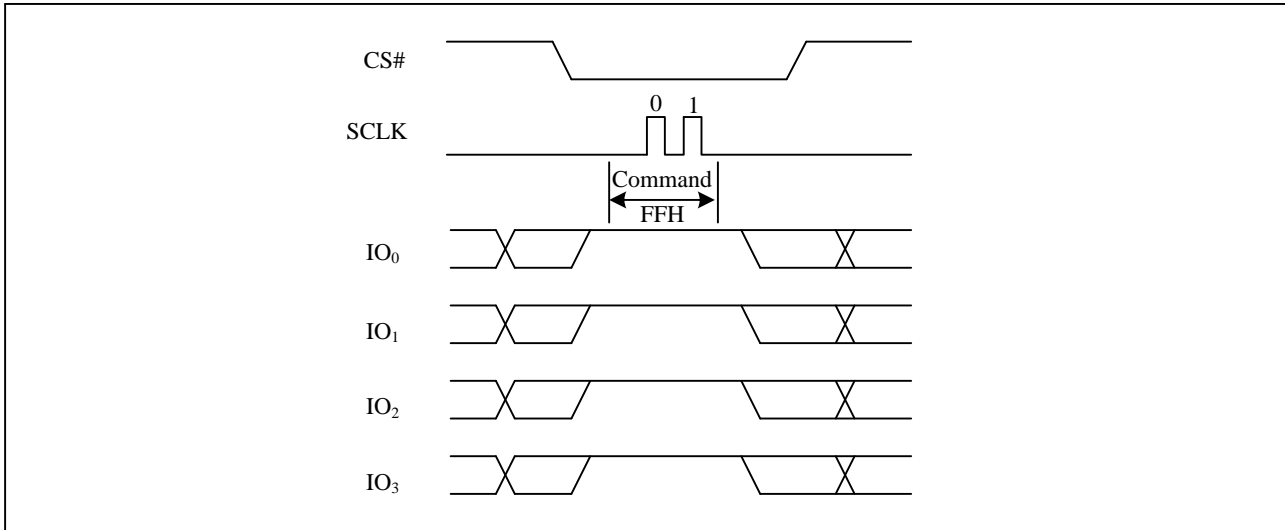 CS#
0 1
SCLK
Command
FFH
IO₀
IO₁
IO₂
IO₃